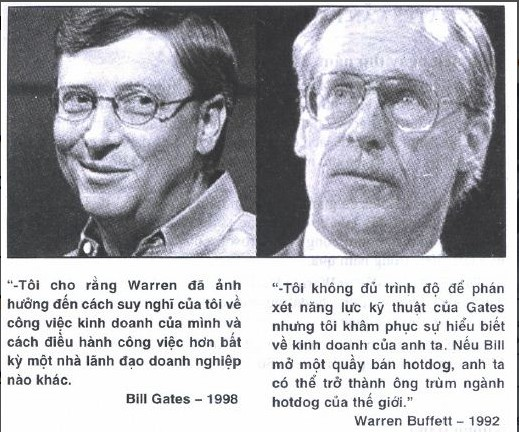 “-Tôi cho rằng Warren đã ảnh
hưởng đến cách suy nghĩ của tôi về
công việc kinh doanh của mình và
cách điều hành công việc hơn bất
kỳ một nhà lãnh đạo doanh nghiệp
nào khác.
Bill Gates – 1998
“-Tôi không đủ trình độ để phán
xét năng lực kỹ thuật của Gates
nhưng tôi khâm phục sự hiểu biết
về kinh doanh của anh ta. Nếu Bill
mở một quầy bán hotdog, anh ta
có thể trở thành ông trùm ngành
hotdog của thế giới.”
Warren Buffett – 1992